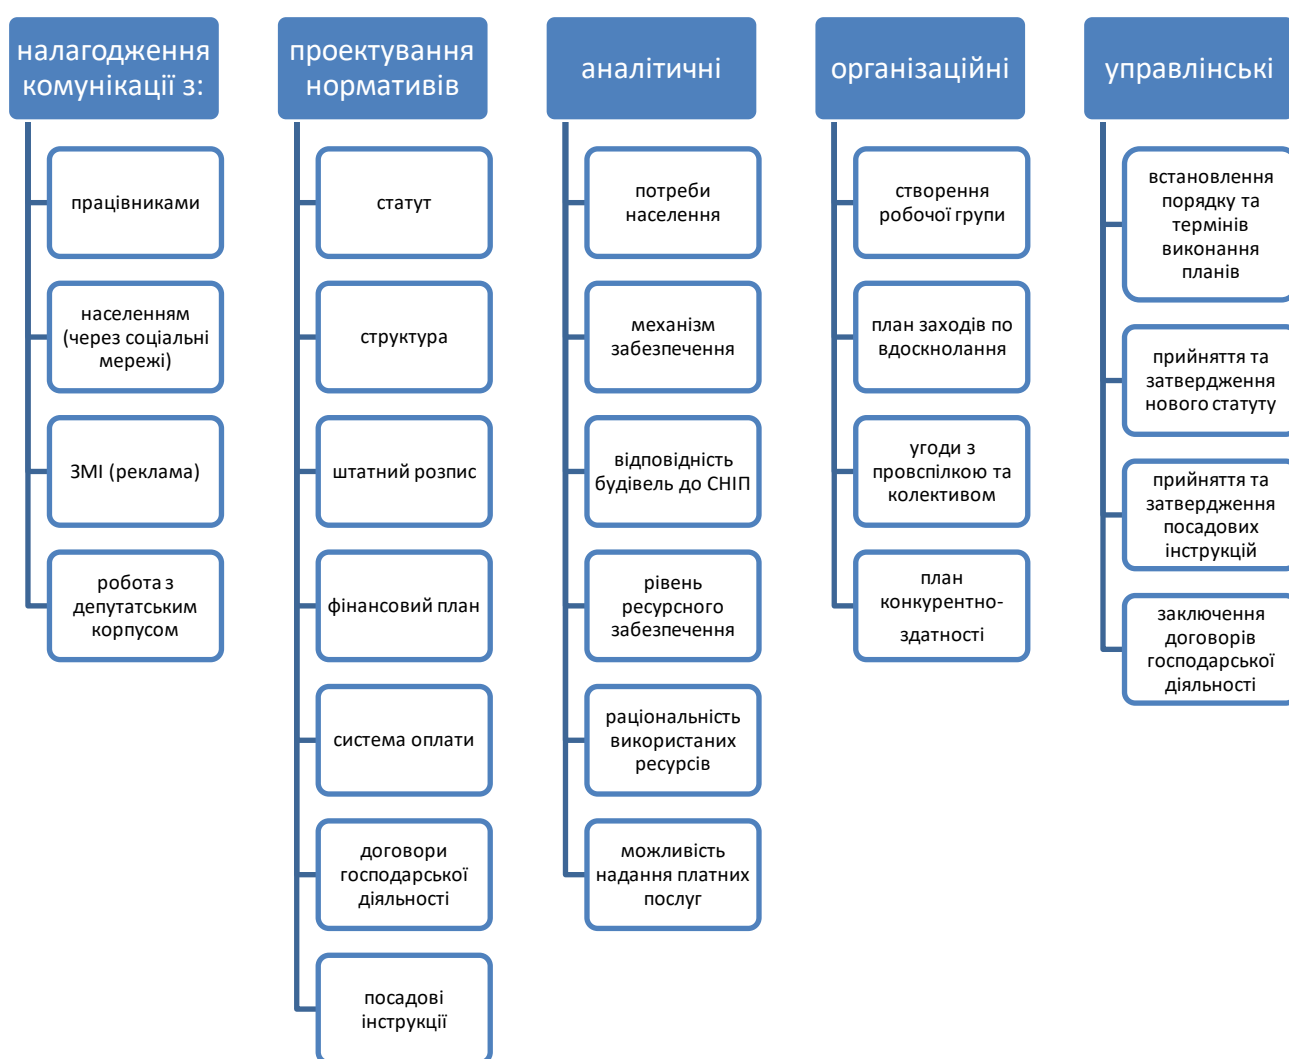 налагодження
комунікації з:
працівниками
населенням
(через соціальні
мережі)
ЗМІ (реклама)
робота з
депутатським
корпусом
проектування
нормативів
статут
структура
штатний розпис
фінансовий план
система оплати
договори
господарської
діяльності
посадові
інструкції
аналітичні
потреби
населення
механізм
забезпечення
відповідність
будівель до СНІП
рівень
ресурсного
забезпечення
раціональність
використаних
ресурсів
можливість
надання платних
послуг
організаційні
створення
робочої групи
план заходів по
вдоскнолання
угоди з
провспілкою та
колективом
план
конкурентно-
здатності
управлінські
встановлення
порядку та
термінів
виконання
планів
прийняття та
затвердження
нового статуту
прийняття та
затвердження
посадових
інструкцій
заключення
договорів
господарської
діяльності